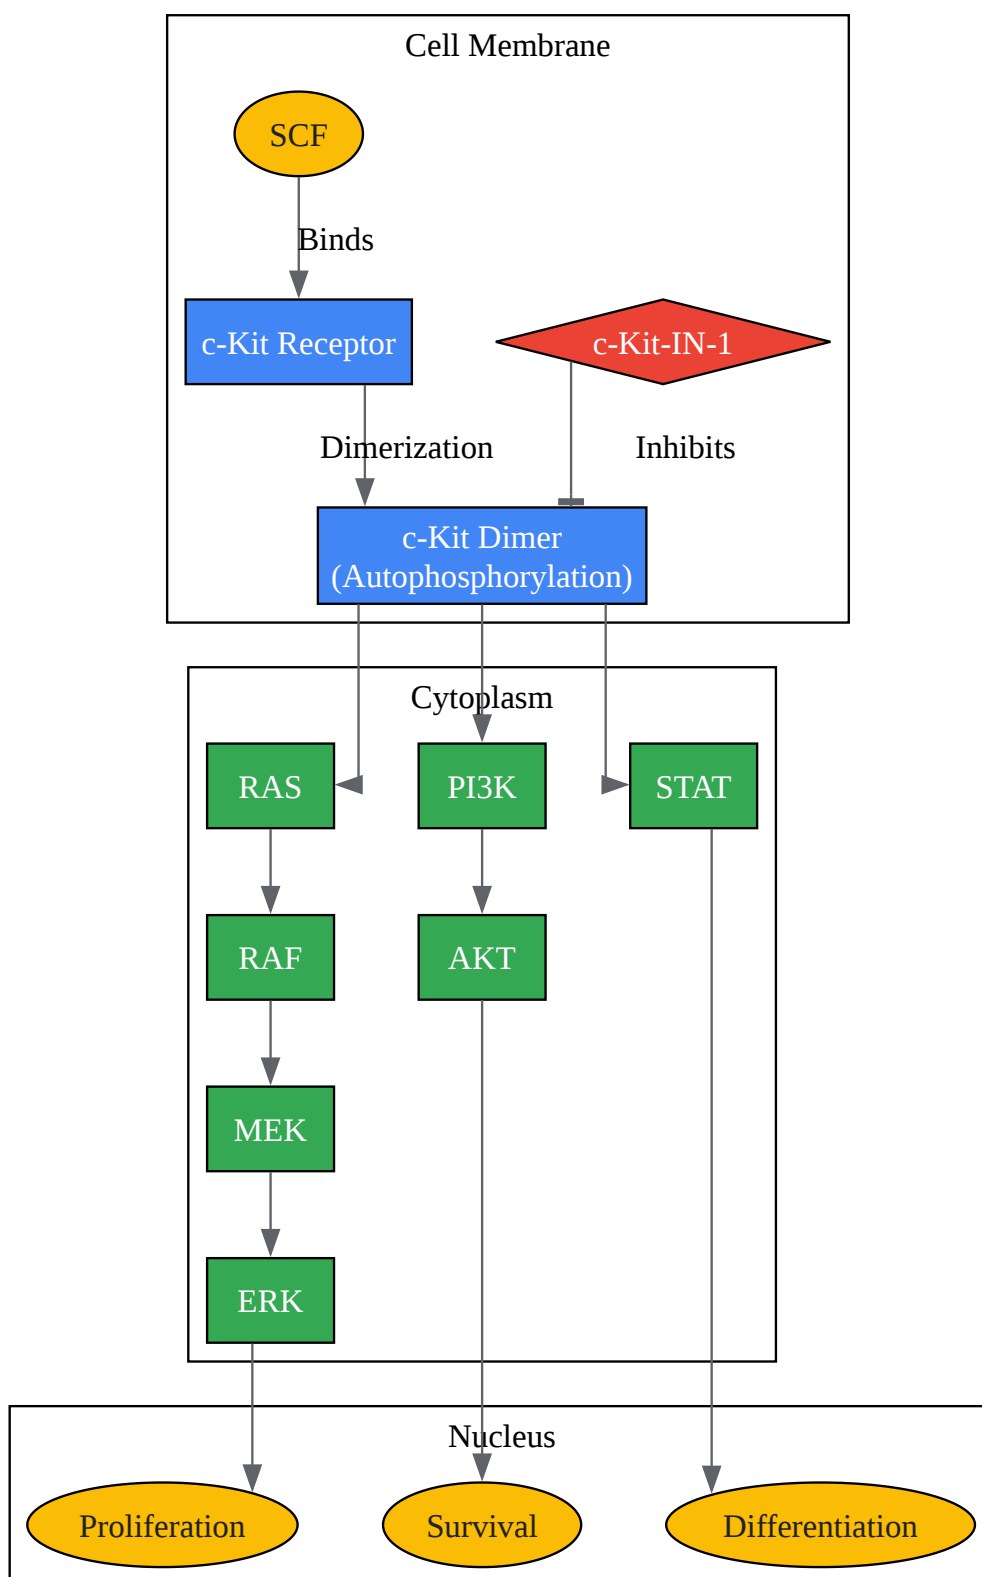 Cell Membrane
SCF
Binds
c-Kit Receptor
c-Kit-IN-1
Dimerization
Inhibits
c-Kit Dimer
(Autophosphorylation)
Cytoplasm
RAS
PI3K
STAT
RAF
AKT
MEK
ERK
Nucleus
Proliferation
Survival
Differentiation